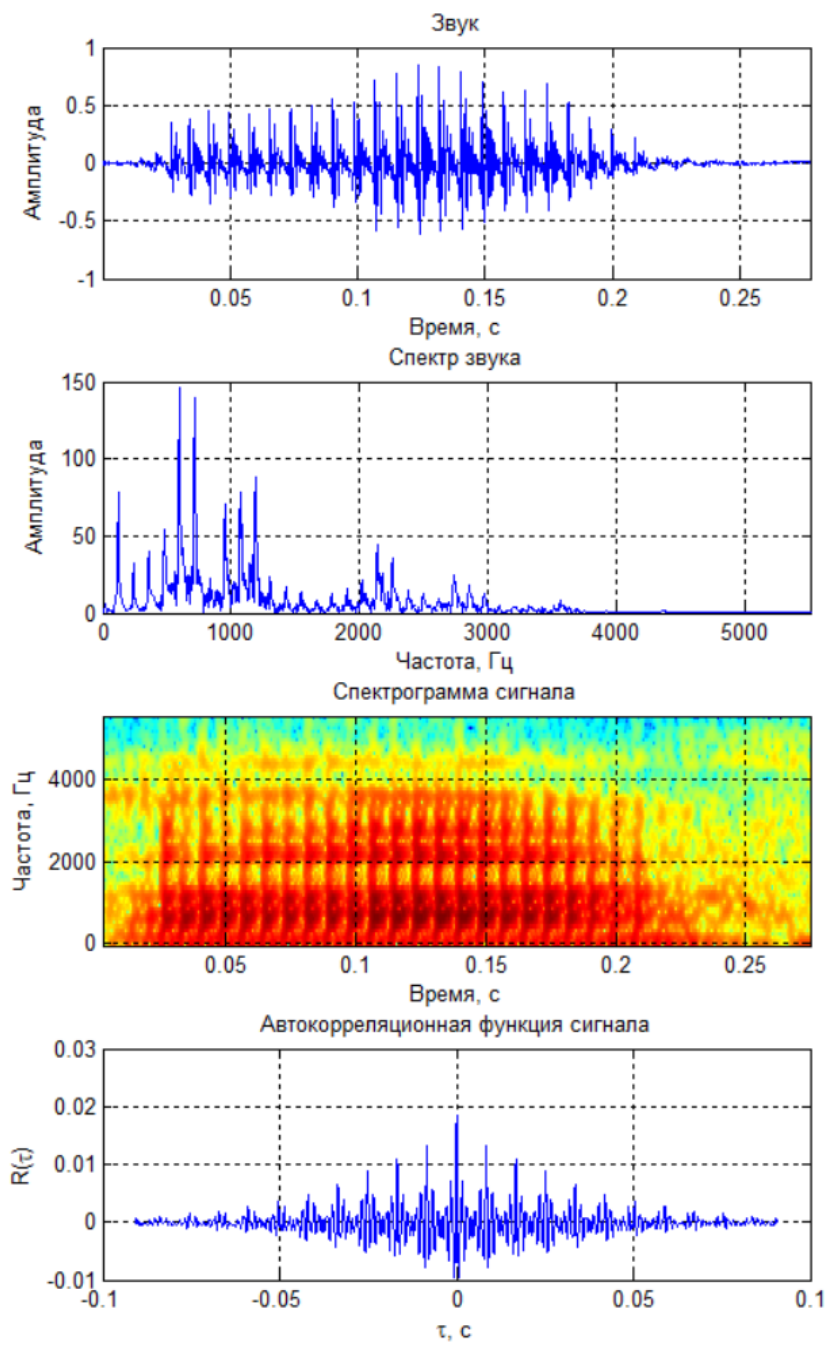 Звук
1
0.5
0
-0.5
-1
Амплитуда
0.05 0.1 0.15 0.2 0.25
Время, с
Спектр звука
150
100
50
0
Амплитуда
0 1000 2000 3000 4000 5000
Частота, Гц
Спектрограмма сигнала
4000
2000
0
Частота, Гц
0.05 0.1 0.15 0.2 0.25
Время, с
Автокорреляционная функция сигнала
0.03
0.02
0.01
0
-0.01
R(τ)
-0.1 -0.05 0 0.05 0.1
τ, с